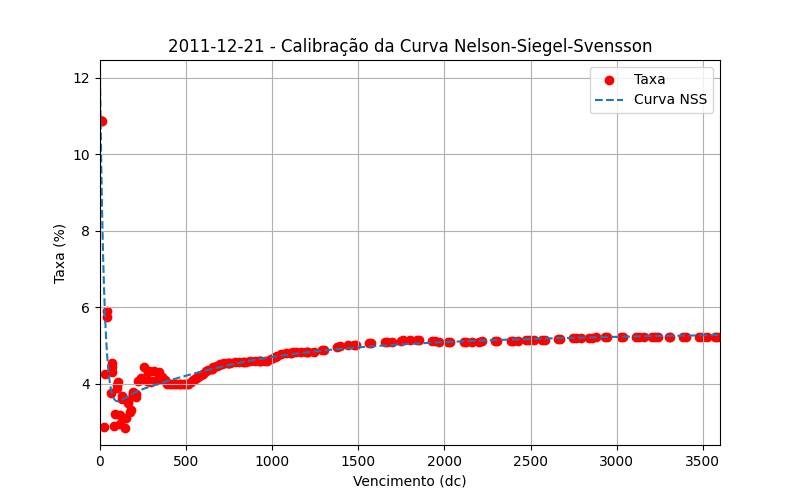 2011-12-21 - Calibração da Curva Nelson-Siegel-Svensson
Taxa
Curva NSS
Taxa (%)
12
10
8
6
4
0 500 1000 1500 2000 2500 3000 3500
Vencimento (dc)